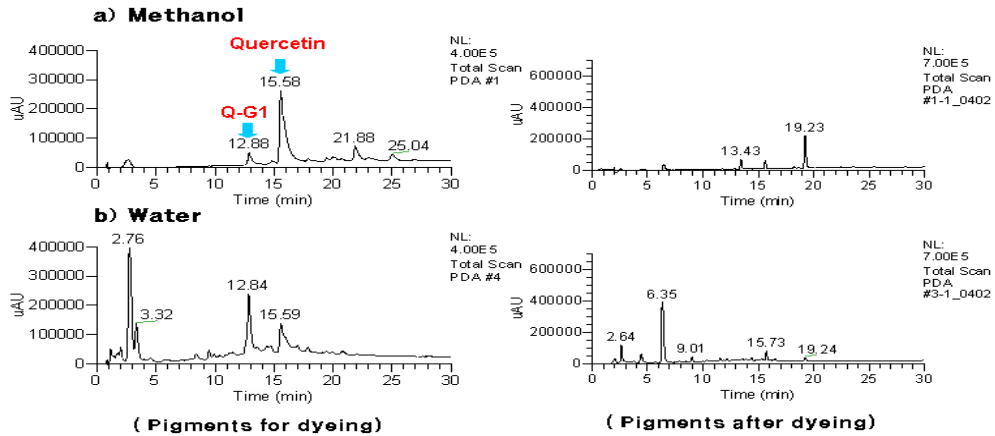 a) Methanol
Quercetin
Q-G1
15.58
12.88
21.88
25.04
400000
300000
200000
100000
0
uAU
0 5 10 15 20 25 30
Time (min)
NL:
4.00E5
Total Scan
PDA #1
600000
400000
200000
0
uAU
13.43
19.23
0 5 10 15 20 25 30
Time (min)
NL:
7.00E5
Total Scan
PDA
#1-1_0402
b) Water
2.76
3.32
12.84
15.59
400000
300000
200000
100000
0
uAU
0 5 10 15 20 25 30
Time (min)
NL:
4.00E5
Total Scan
PDA #4
600000
400000
200000
0
uAU
2.64
6.35
9.01
15.73
19.24
0 5 10 15 20 25 30
Time (min)
NL:
7.00E5
Total Scan
PDA
#3-1_0402
( Pigments for dyeing)
( Pigments after dyeing)